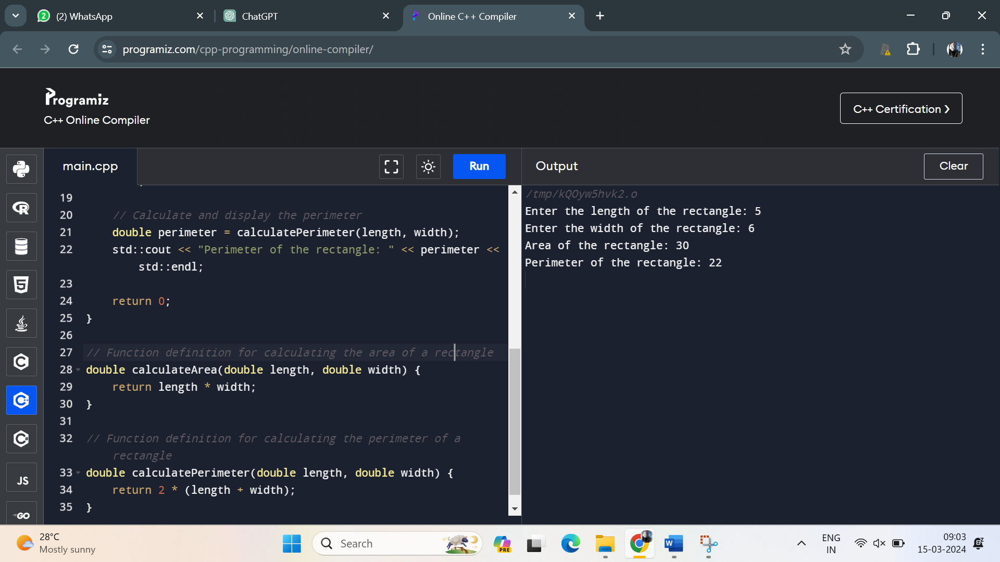 (2) WhatsApp
ChatGPT
Online C++ Compiler
programiz.com/cpp-programming/online-compiler/
Programiz
C++ Online Compiler
C++ Certification ❯
main.cpp
Run
Output
Clear
19
20 // Calculate and display the perimeter
21 double perimeter = calculatePerimeter(length, width);
22 std::cout << "Perimeter of the rectangle: " << perimeter <<
std::endl;
23
24 return 0;
25 }
26
27 // Function definition for calculating the area of a rectangle
28 double calculateArea(double length, double width) {
29 return length * width;
30 }
31
32 // Function definition for calculating the perimeter of a
rectangle
33 double calculatePerimeter(double length, double width) {
34 return 2 * (length + width);
35 }
/tmp/kQOyw5hvk2.o
Enter the length of the rectangle: 5
Enter the width of the rectangle: 6
Area of the rectangle: 30
Perimeter of the rectangle: 22
JS
GO
28°C
Mostly sunny
Search
PRE
ENG
IN
09:03
15-03-2024